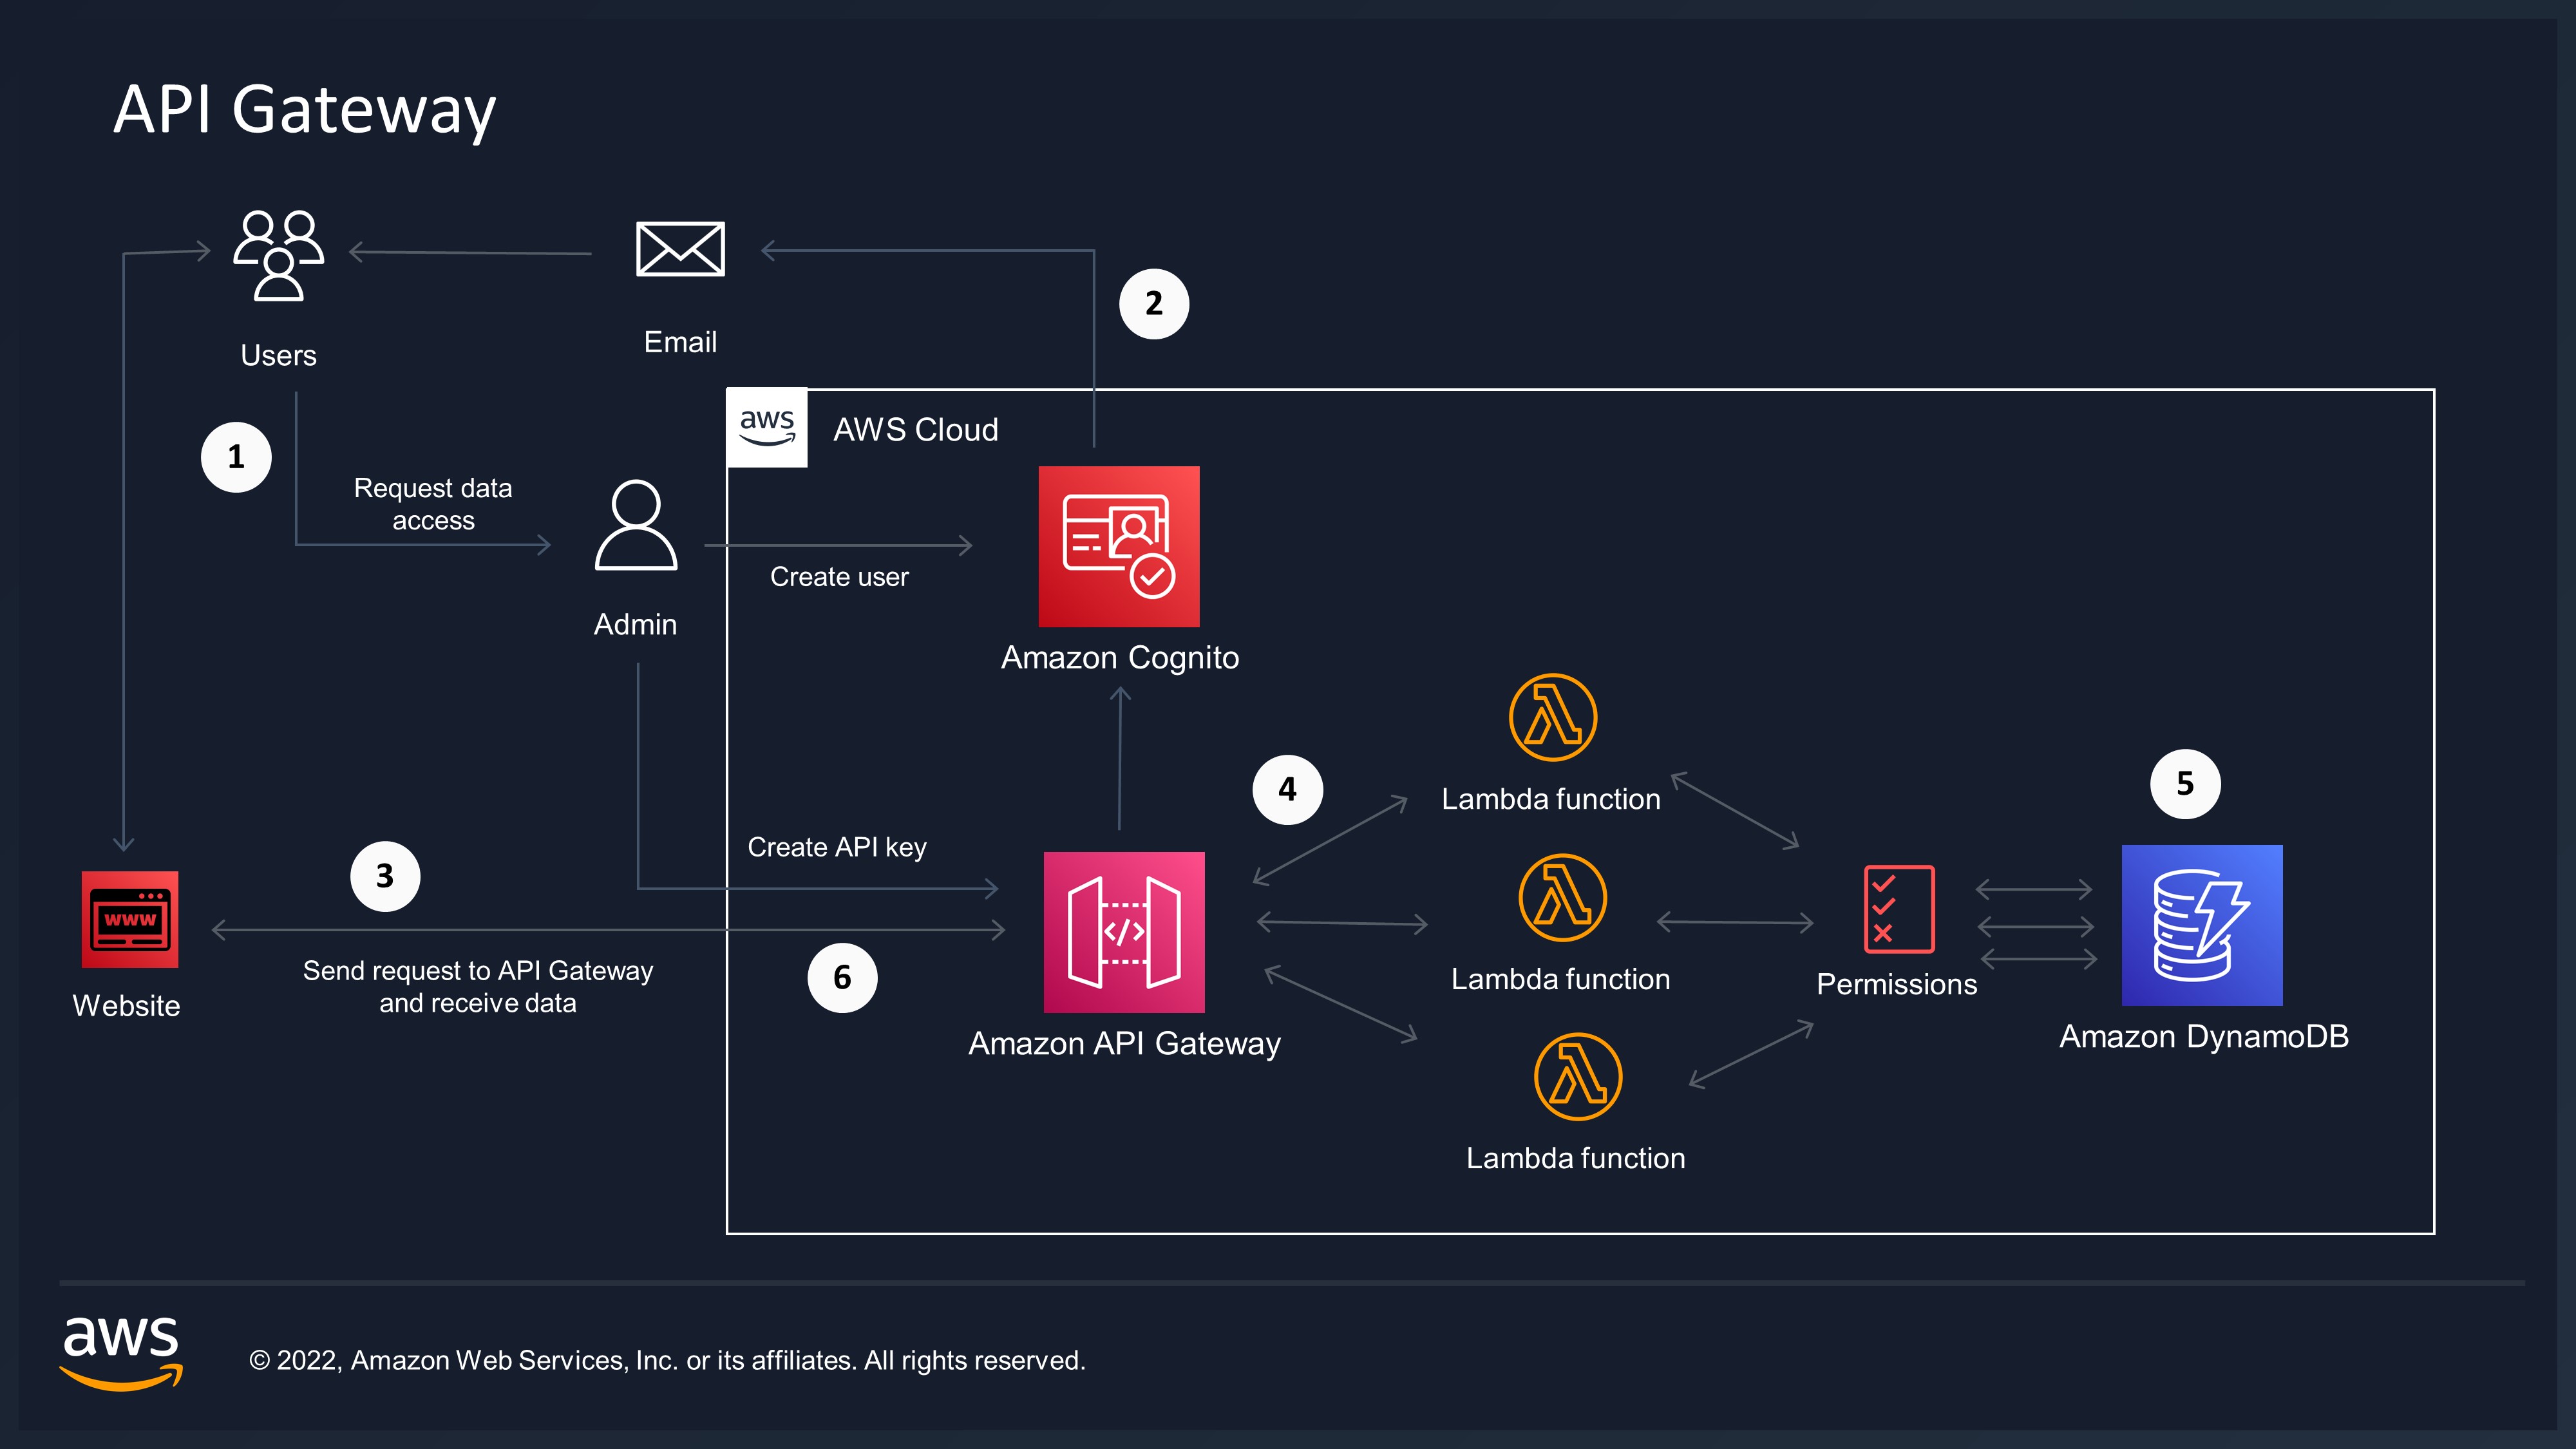 API Gateway
Users
Email
2
aws
AWS Cloud
1
Request data
access
Create user
Admin
Amazon Cognito
4
Lambda function
5
Create API key
3
www
Lambda function
Permissions
Send request to API Gateway
and receive data
6
Website
Amazon API Gateway
Amazon DynamoDB
Lambda function
aws
© 2022, Amazon Web Services, Inc. or its affiliates. All rights reserved.